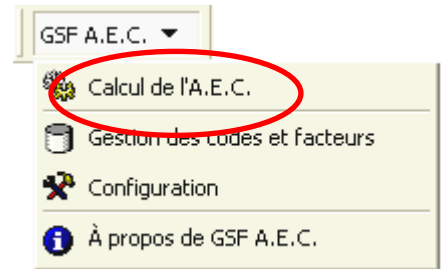 GSF A.E.C.
Calcul de l'A.E.C.
Gestion des codes et facteurs
Configuration
À propos de GSF A.E.C.